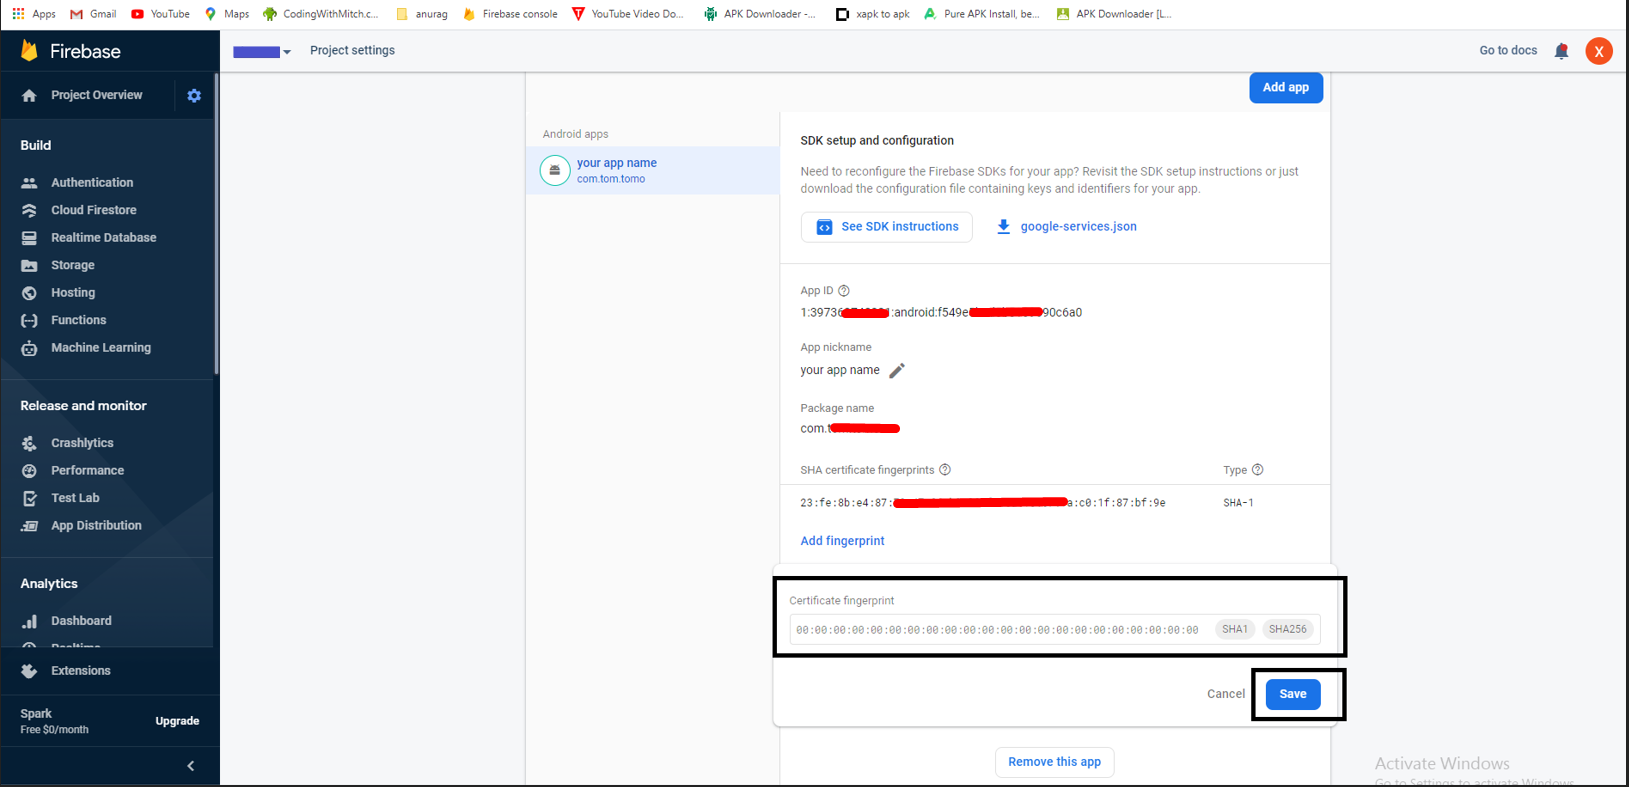 Apps
Gmail
YouTube
Maps
CodingWithMitch.c...
anurag
Firebase console
YouTube Video Do...
APK Downloader -...
xapk to apk
Pure APK Install, be...
APK Downloader [L...
Firebase
Project settings
Go to docs
X
Project Overview
Build
Authentication
Cloud Firestore
Realtime Database
Storage
Hosting
Functions
Machine Learning
Release and monitor
Crashlytics
Performance
Test Lab
App Distribution
Analytics
Dashboard
Realtime
Extensions
Spark
Free $0/month
Upgrade
Add app
Android apps
your app name
com.tom.tomo
SDK setup and configuration
Need to reconfigure the Firebase SDKs for your app? Revisit the SDK setup instructions or just
download the configuration file containing keys and identifiers for your app.
See SDK instructions
google-services.json
App ID
1:3973 :android:f549e 90c6a0
App nickname
your app name
Package name
com.
SHA certificate fingerprints
Type
23:fe:8b:e4:87: a:c0:1f:87:bf:9e
SHA-1
Add fingerprint
Certificate fingerprint
00:00:00:00:00:00:00:00:00:00:00:00:00:00:00:00:00:00:00:00:00:00
SHA1
SHA256
Cancel
Save
Remove this app
Activate Windows
Go to Settings to activate Windows.